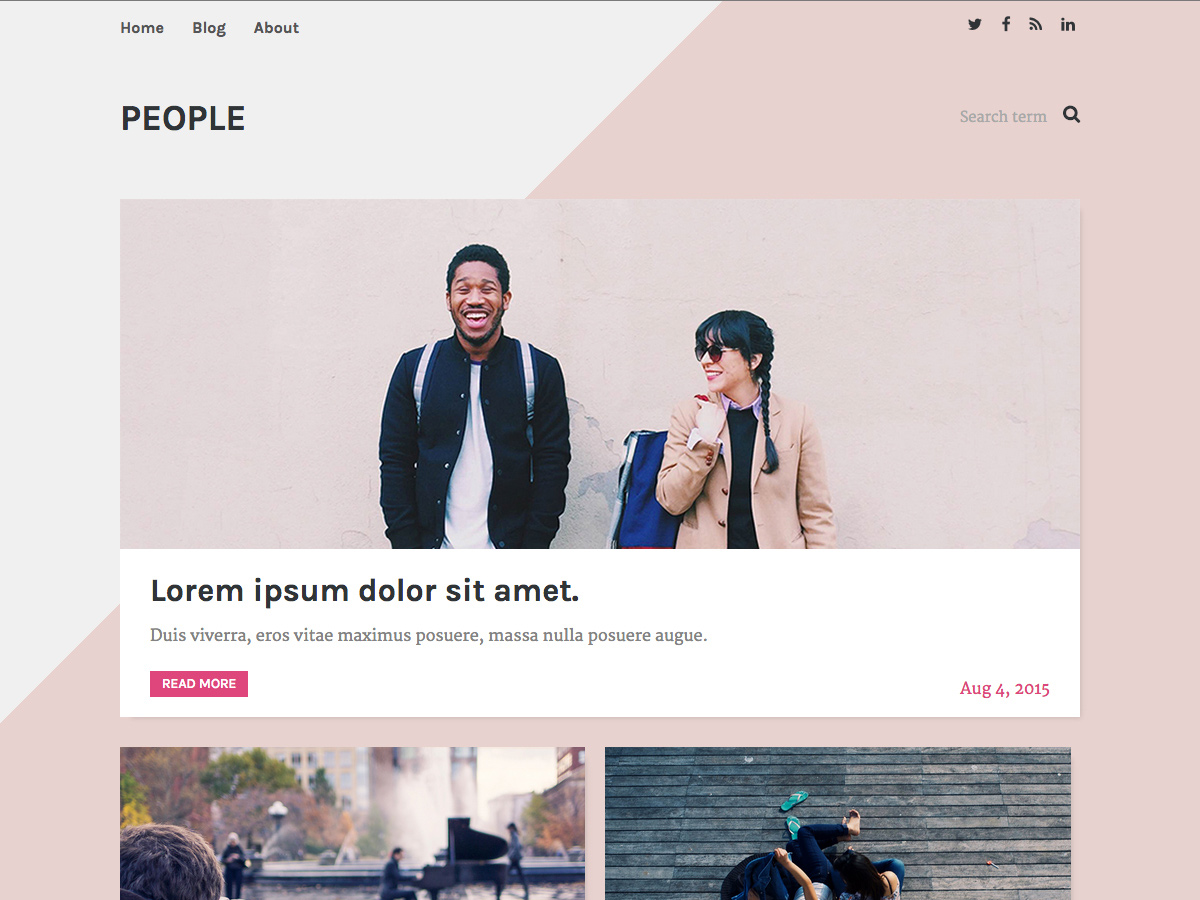 Home Blog About
PEOPLE
Search term
Lorem ipsum dolor sit amet.
Duis viverra, eros vitae maximus posuere, massa nulla posuere augue.
READ MORE
Aug 4, 2015